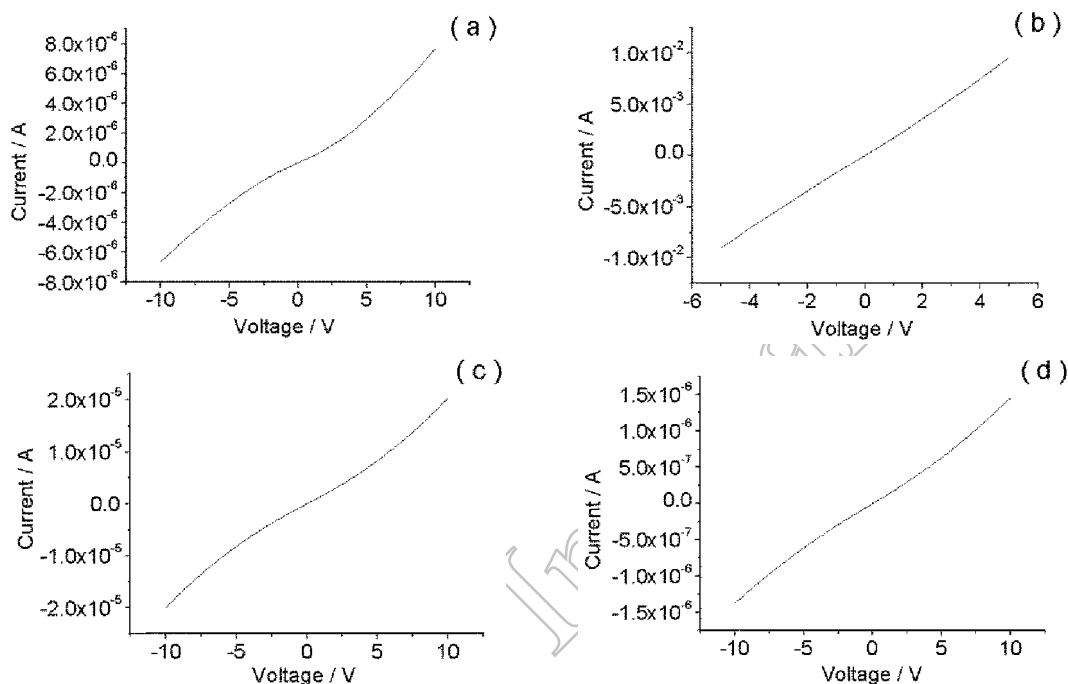 ( a )
8.0x10⁻⁶
6.0x10⁻⁶
4.0x10⁻⁶
2.0x10⁻⁶
0.0
-2.0x10⁻⁶
-4.0x10⁻⁶
-6.0x10⁻⁶
-8.0x10⁻⁶
Current / A
-10 -5 0 5 10
Voltage / V
( b )
1.0x10⁻²
5.0x10⁻³
0.0
-5.0x10⁻³
-1.0x10⁻²
Current / A
-6 -4 -2 0 2 4 6
Voltage / V
( c )
2.0x10⁻⁵
1.0x10⁻⁵
0.0
-1.0x10⁻⁵
-2.0x10⁻⁵
Current / A
-10 -5 0 5 10
Voltage / V
( d )
1.5x10⁻⁶
1.0x10⁻⁶
5.0x10⁻⁷
0.0
-5.0x10⁻⁷
-1.0x10⁻⁶
-1.5x10⁻⁶
Current / A
-10 -5 0 5 10
Voltage / V